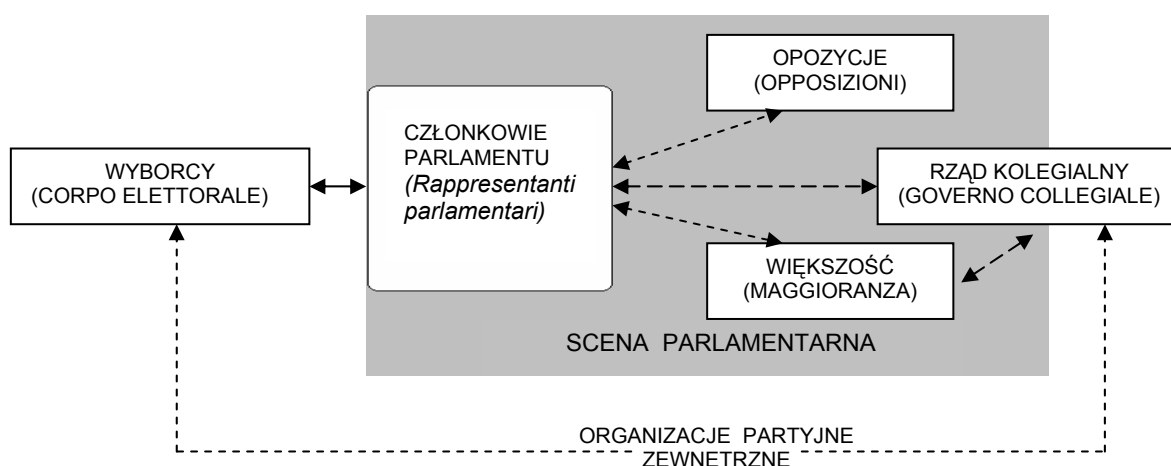 OPOZYCJE
(OPPOSIZIONI)
CZŁONKOWIE
PARLAMENTU
(Rappresentanti
parlamentari)
WYBORCY
(CORPO ELETTORALE)
RZĄD KOLEGIALNY
(GOVERNO COLLEGIALE)
WIĘKSZOŚĆ
(MAGGIORANZA)
SCENA PARLAMENTARNA
ORGANIZACJE PARTYJNE
ZEWNĘTRZNE